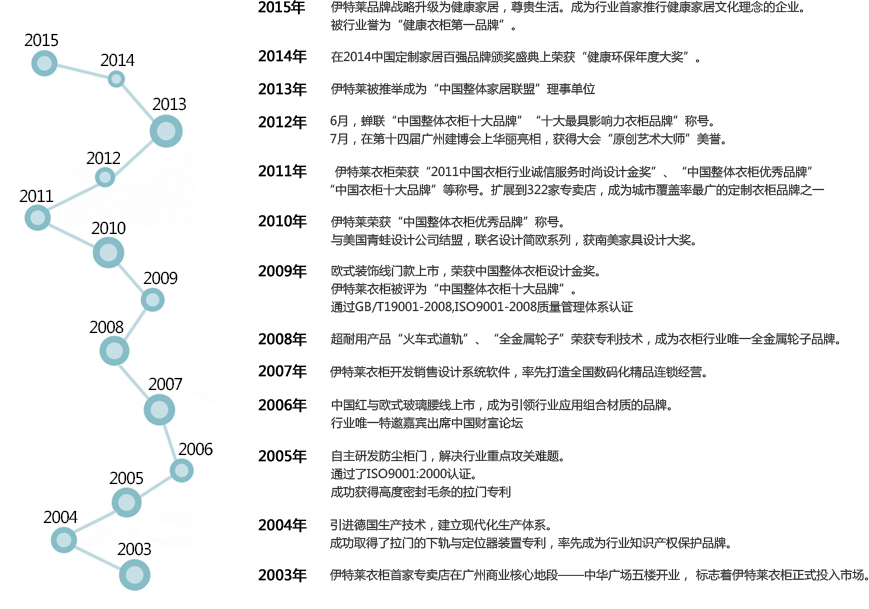 2015年 伊特莱品牌战略升级为健康家居，尊贵生活。成为行业首家推行健康家居文化理念的企业。
被行业誉为“健康衣柜第一品牌”。
2014年 在2014中国定制家居百强品牌颁奖盛典上荣获“健康环保年度大奖”。
2013年 伊特莱被推举成为“中国整体家居联盟”理事单位
2012年 6月，蝉联“中国整体衣柜十大品牌”“十大最具影响力衣柜品牌”称号。
7月，在第十四届广州建博会上华丽亮相，获得大会“原创艺术大师”美誉。
2011年 伊特莱衣柜荣获“2011中国衣柜行业诚信服务时尚设计金奖”、“中国整体衣柜优秀品牌”
“中国衣柜十大品牌”等称号。扩展到322家专卖店，成为城市覆盖率最广的定制衣柜品牌之一
2010年 伊特莱荣获“中国整体衣柜优秀品牌”称号。
与美国青蛙设计公司结盟，联名设计简欧系列，获南美家具设计大奖。
2009年 欧式装饰线门款上市，荣获中国整体衣柜设计金奖。
伊特莱衣柜被评为“中国整体衣柜十大品牌”。
通过GB/T19001-2008,ISO9001-2008质量管理体系认证
2008年 超耐用产品“火车式道轨”、“全金属轮子”荣获专利技术，成为衣柜行业唯一全金属轮子品牌。
2007年 伊特莱衣柜开发销售设计系统软件，率先打造全国数码化精品连锁经营。
2006年 中国红与欧式玻璃腰线上市，成为引领行业应用组合材质的品牌。
行业唯一特邀嘉宾出席中国财富论坛
2005年 自主研发防尘柜门，解决行业重点攻关难题。
通过了ISO9001:2000认证。
成功获得高度密封毛条的拉门专利
2004年 引进德国生产技术，建立现代化生产体系。
成功取得了拉门的下轨与定位器装置专利，率先成为行业知识产权保护品牌。
2003年 伊特莱衣柜首家专卖店在广州商业核心地段——中华广场五楼开业， 标志着伊特莱衣柜正式投入市场。
2015
2014
2013
2012
2011
2010
2009
2008
2007
2006
2005
2004
2003